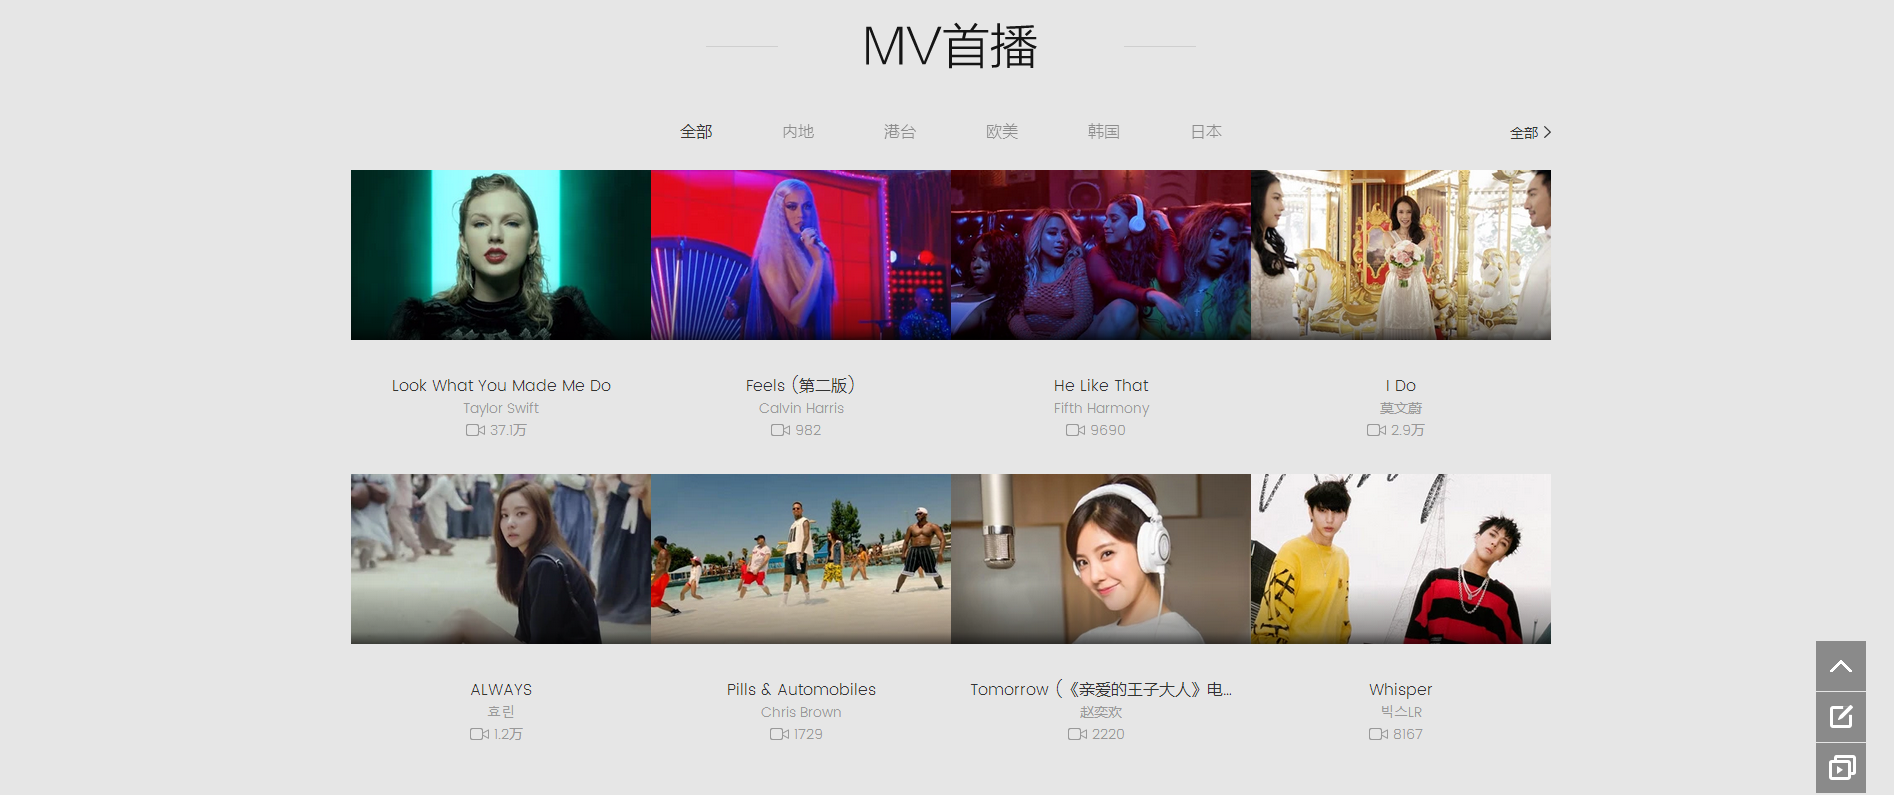 MV首播
全部 内地 港台 欧美 韩国 日本 全部
Look What You Made Me Do
Taylor Swift
37.1万
Feels (第二版)
Calvin Harris
982
He Like That
Fifth Harmony
9690
I Do
莫文蔚
2.9万
ALWAYS
효린
1.2万
Pills & Automobiles
Chris Brown
1729
Tomorrow (《亲爱的王子大人》电...
赵奕欢
2220
Whisper
빅스LR
8167